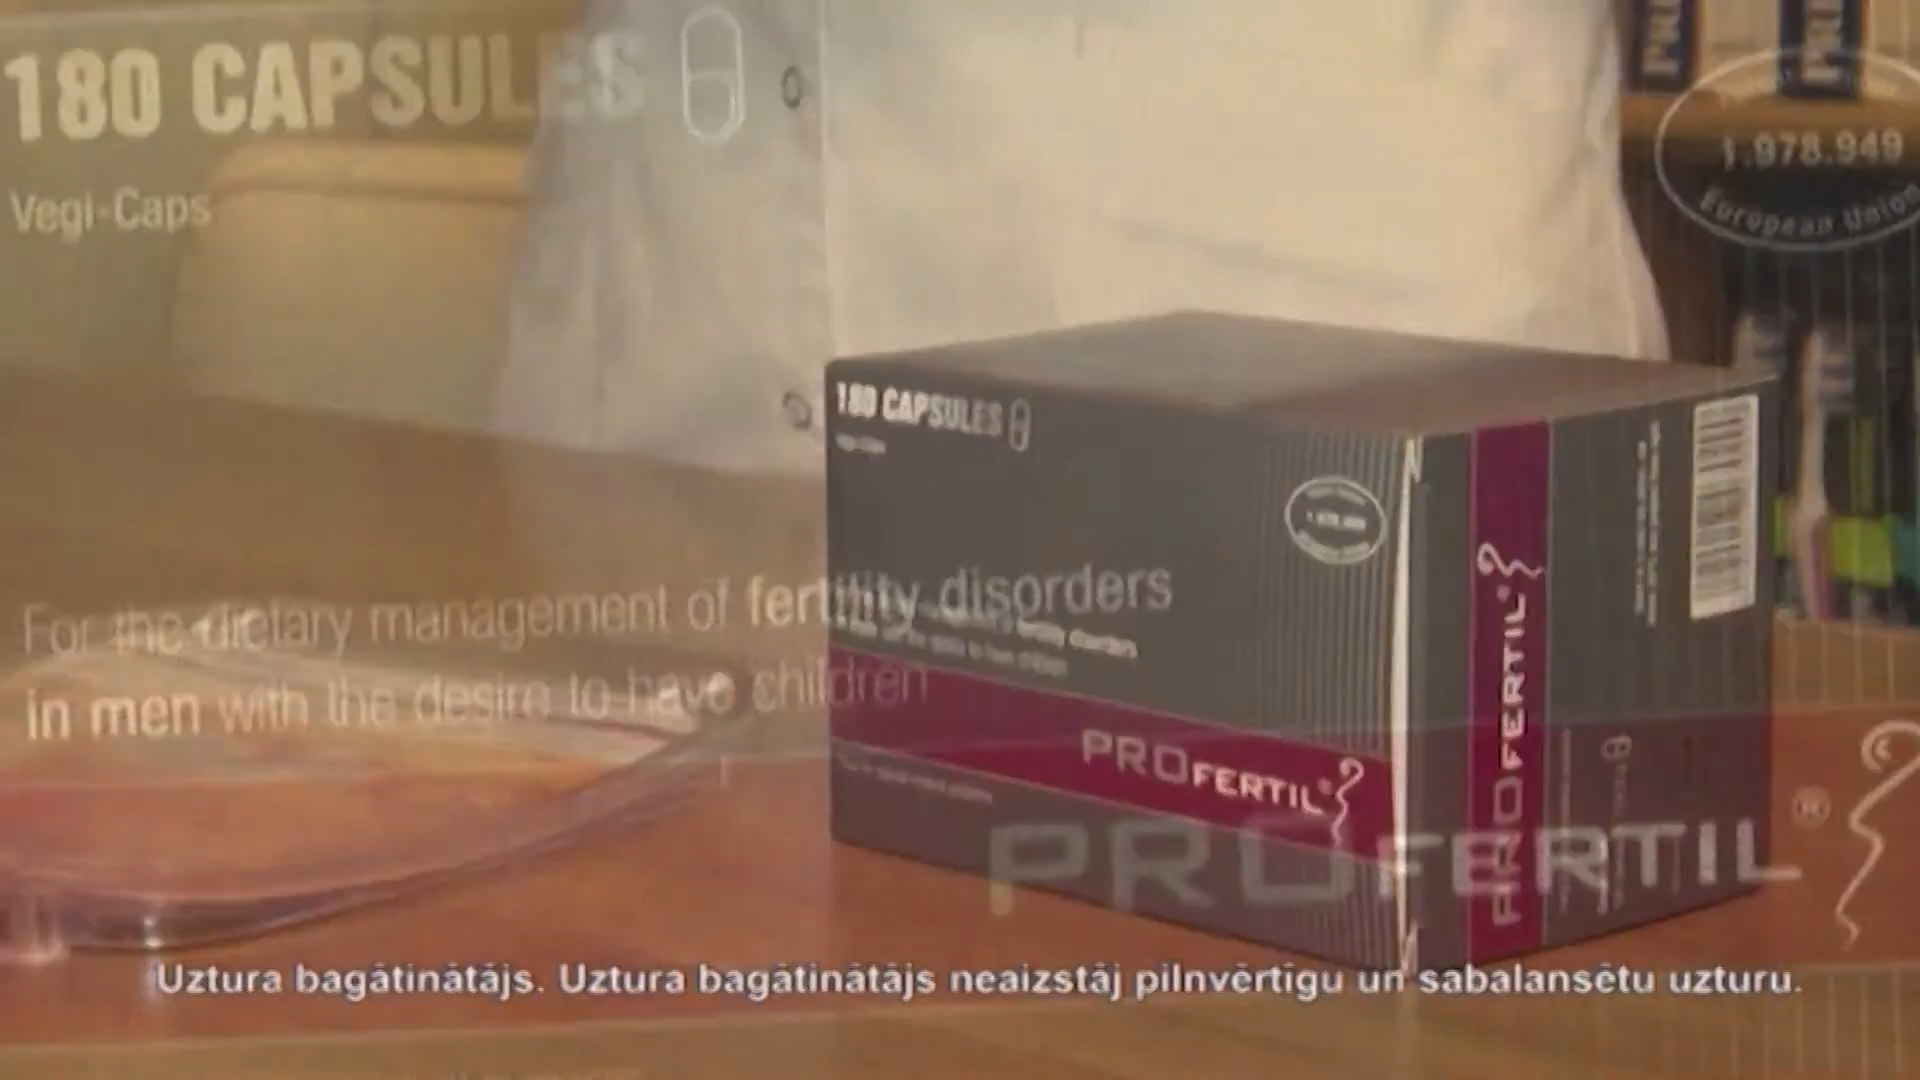 180 CAPSULES
Vegi-Caps
1.978.949
European Union
180 CAPSULES
For the dietary management of fertility disorders
in men with the desire to have children
fertility disorders
PROFERTIL®
PROFERTIL®
PROFERTIL®
Uztura bagātinātājs. Uztura bagātinātājs neaizstāj pilnvērtīgu un sabalansētu uzturu.